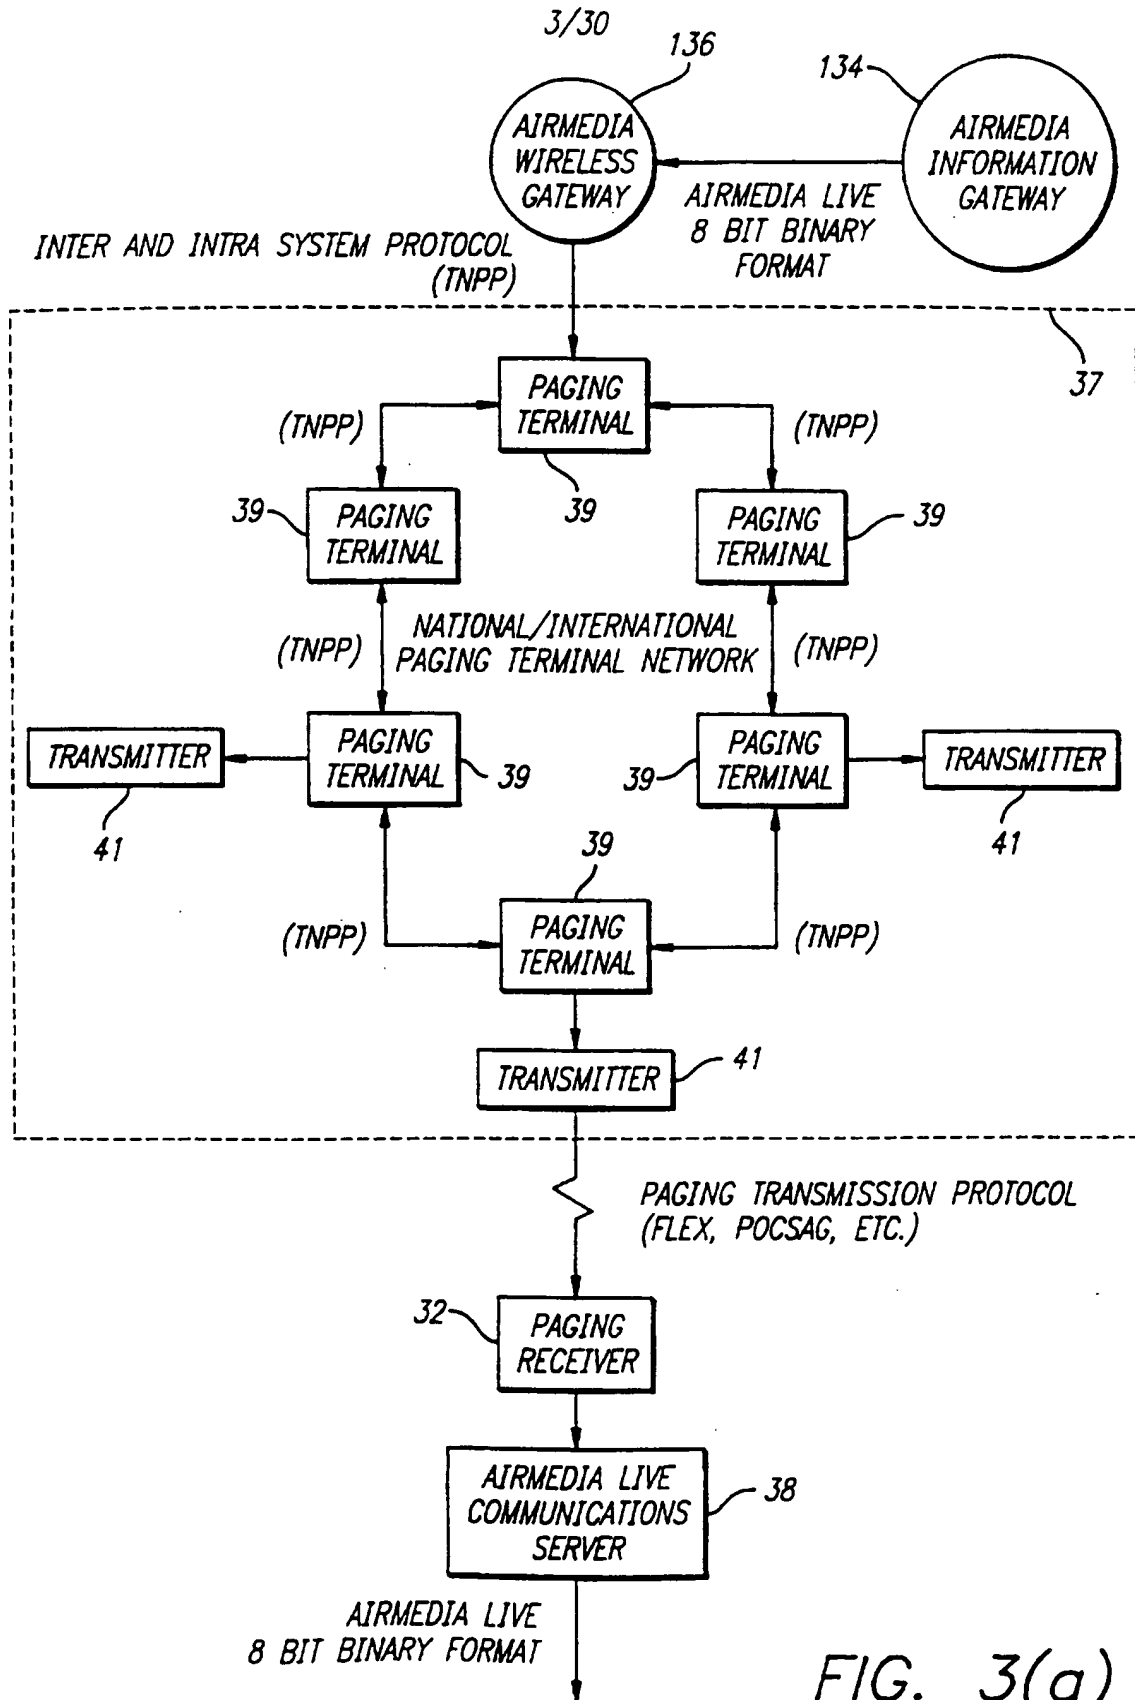 3/30
136
134
AIRMEDIA
WIRELESS
GATEWAY
AIRMEDIA
INFORMATION
GATEWAY
AIRMEDIA LIVE
8 BIT BINARY
FORMAT
INTER AND INTRA SYSTEM PROTOCOL
(TNPP)
37
PAGING
TERMINAL
(TNPP)
(TNPP)
39
39
PAGING
TERMINAL
PAGING
TERMINAL
39
(TNPP)
NATIONAL/INTERNATIONAL
PAGING TERMINAL NETWORK
(TNPP)
TRANSMITTER
PAGING
TERMINAL
39
39
PAGING
TERMINAL
TRANSMITTER
41
41
39
(TNPP)
PAGING
TERMINAL
(TNPP)
TRANSMITTER
41
PAGING TRANSMISSION PROTOCOL
(FLEX, POCSAG, ETC.)
32
PAGING
RECEIVER
AIRMEDIA LIVE
COMMUNICATIONS
SERVER
38
AIRMEDIA LIVE
8 BIT BINARY FORMAT
FIG. 3(a)